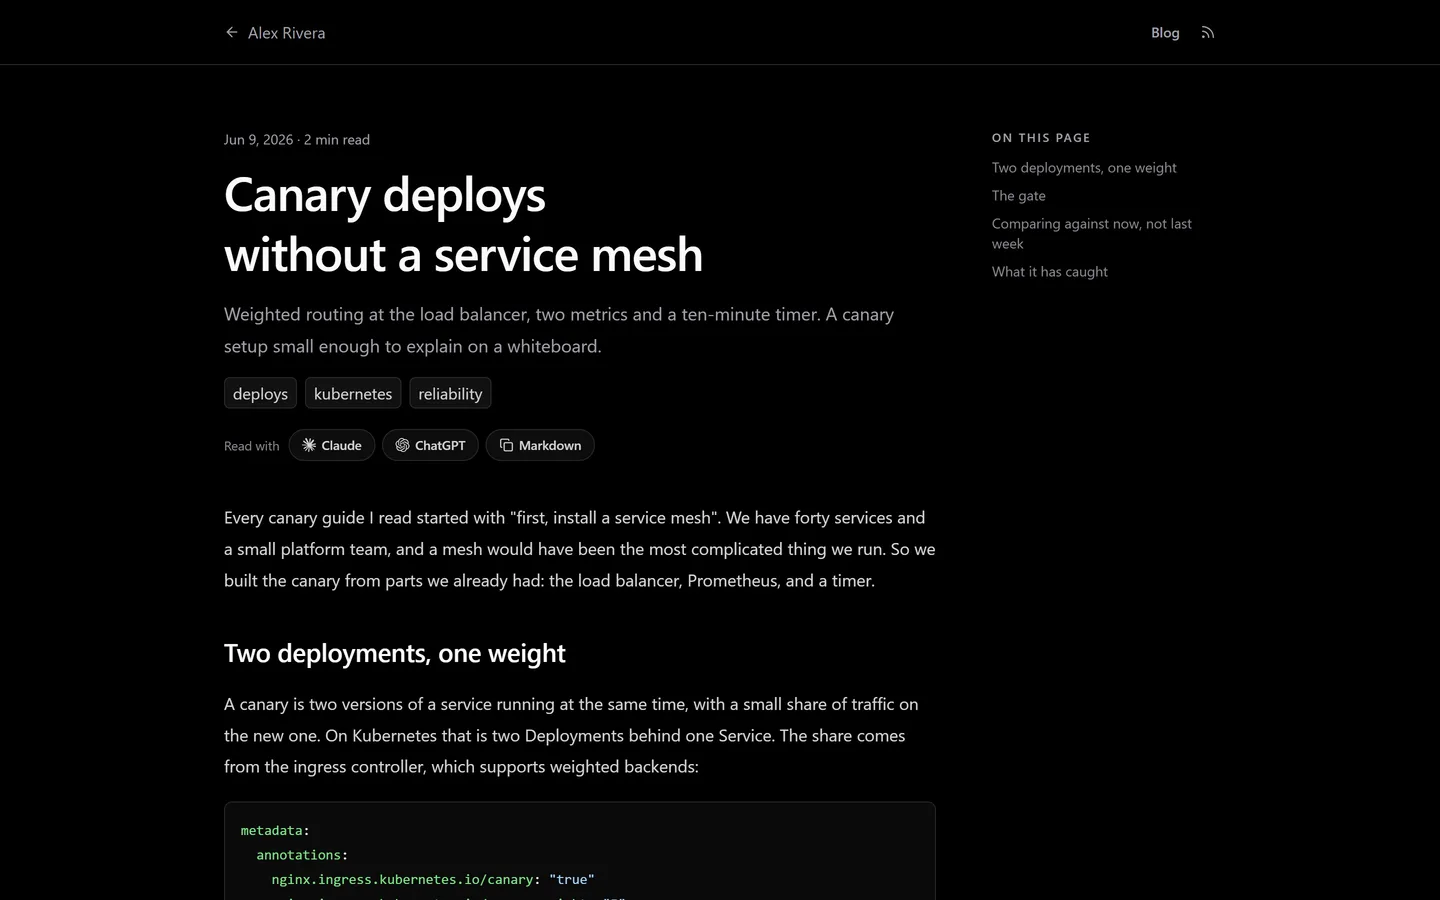 Alex Rivera
Blog
Jun 9, 2026 · 2 min read
Canary deploys
without a service mesh
Weighted routing at the load balancer, two metrics and a ten-minute timer. A canary
setup small enough to explain on a whiteboard.
deploys kubernetes reliability
Read with Claude ChatGPT Markdown
Every canary guide I read started with "first, install a service mesh". We have forty services and
a small platform team, and a mesh would have been the most complicated thing we run. So we
built the canary from parts we already had: the load balancer, Prometheus, and a timer.
Two deployments, one weight
A canary is two versions of a service running at the same time, with a small share of traffic on
the new one. On Kubernetes that is two Deployments behind one Service. The share comes
from the ingress controller, which supports weighted backends:
metadata:
annotations:
nginx.ingress.kubernetes.io/canary: "true"
ON THIS PAGE
Two deployments, one weight
The gate
Comparing against now, not last
week
What it has caught